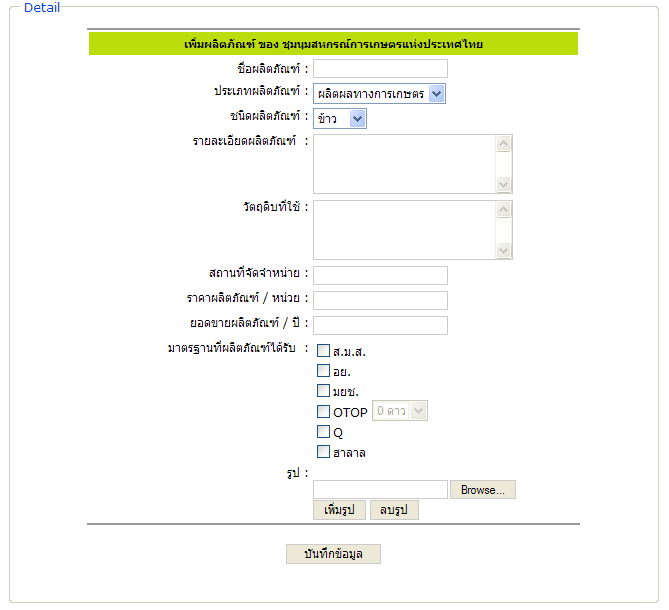 Detail
เพิ่มผลิตภัณฑ์ ของ ชุมนุมสหกรณ์การเกษตรแห่งประเทศไทย
ชื่อผลิตภัณฑ์ :
ประเภทผลิตภัณฑ์ : ผลิตผลทางการเกษตร
ชนิดผลิตภัณฑ์ : ข้าว
รายละเอียดผลิตภัณฑ์ :
วัตถุดิบที่ใช้ :
สถานที่จัดจำหน่าย :
ราคาผลิตภัณฑ์ / หน่วย :
ยอดขายผลิตภัณฑ์ / ปี :
มาตรฐานที่ผลิตภัณฑ์ได้รับ : ส.ม.ส.
อย.
มยช.
OTOP 0 ดาว
Q
ฮาลาล
รูป :
Browse...
เพิ่มรูป ลบรูป
บันทึกข้อมูล